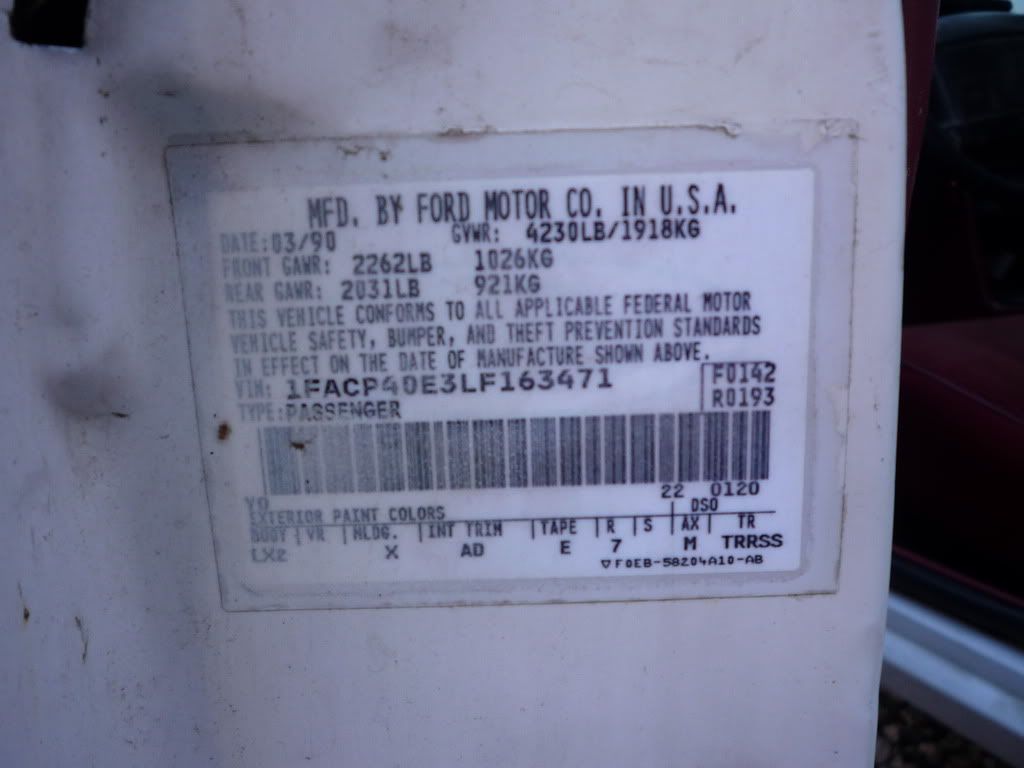 MFD. BY FORD MOTOR CO. IN U.S.A.
DATE: 03/90 GVWR: 4230LB/1918KG
FRONT GAWR: 2262LB 1026KG
REAR GAWR: 2031LB 921KG
THIS VEHICLE CONFORMS TO ALL APPLICABLE FEDERAL MOTOR
VEHICLE SAFETY, BUMPER, AND THEFT PREVENTION STANDARDS
IN EFFECT ON THE DATE OF MANUFACTURE SHOWN ABOVE.
VIN: 1FACP40E3LF163471 F0142
TYPE: PASSENGER R0193
22 0120
YO
EXTERIOR PAINT COLORS DSO
BODY VR MLDG. INT TRIM TAPE R S AX TR
LX2 X AD E 7 M TRRSS
▽F0EB-58204A10-AB